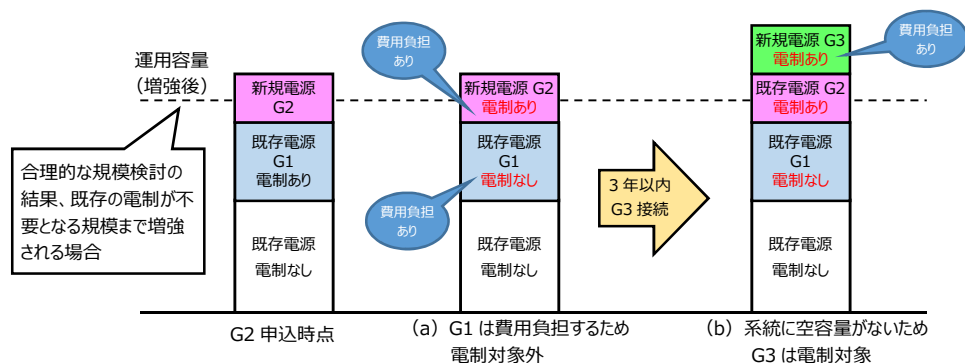 運用容量
（増強後）
合理的な規模検討の
結果、既存の電制が不
要となる規模まで増強
される場合
新規電源
G2
既存電源
G1
電制あり
既存電源
電制なし
G2 申込時点
費用負担
あり
新規電源 G2
電制あり
既存電源
G1
電制なし
費用負担
あり
既存電源
電制なし
（a）G1 は費用負担するため
電制対象外
3 年以内
G3 接続
新規電源 G3
電制あり
費用負担
あり
既存電源 G2
電制あり
既存電源
G1
電制なし
既存電源
電制なし
（b）系統に空容量がないため
G3 は電制対象